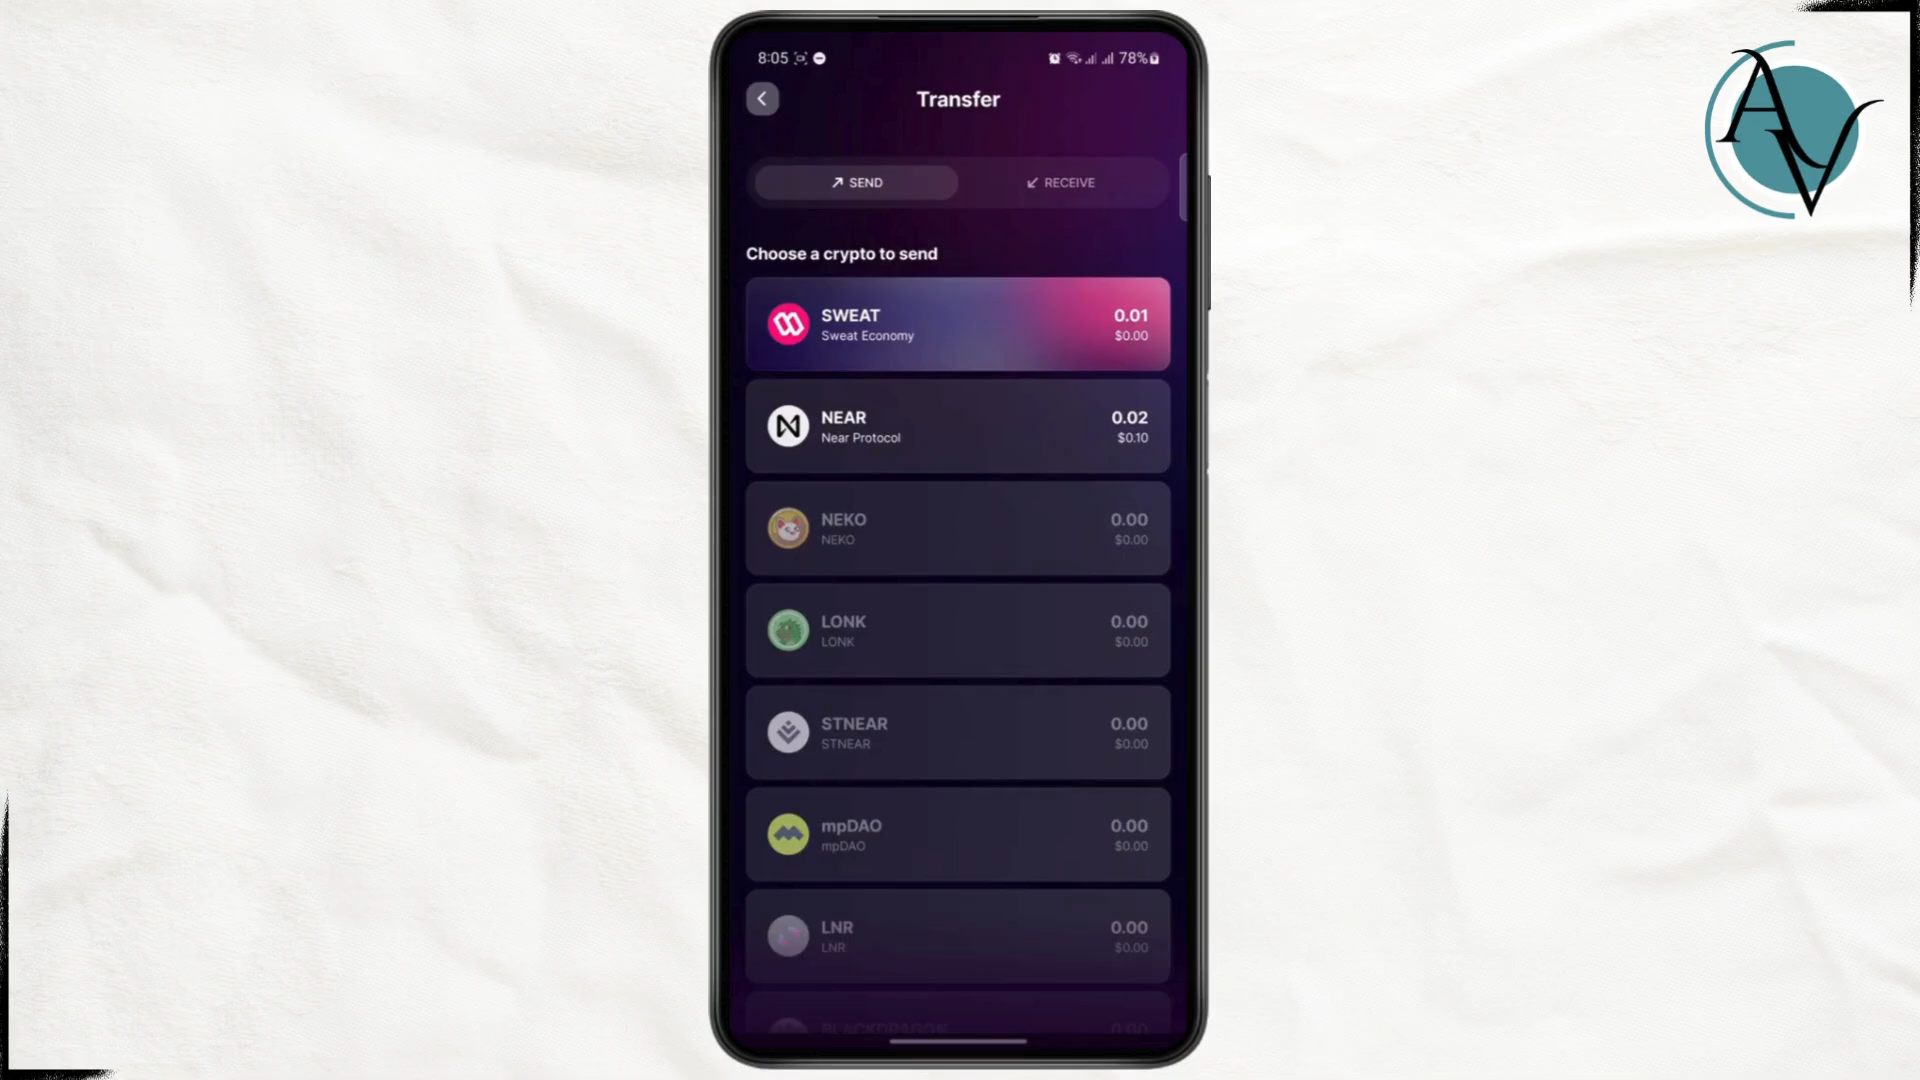 8:05
78%
Transfer
SEND
RECEIVE
Choose a crypto to send
SWEAT
0.01
Sweat Economy
$0.00
NEAR
0.02
Near Protocol
$0.10
NEKO
0.00
NEKO
$0.00
LONK
0.00
LONK
$0.00
STNEAR
0.00
STNEAR
$0.00
mpDAO
0.00
mpDAO
$0.00
LNR
0.00
LNR
$0.00
BLACKDRAGON
0.00
AV